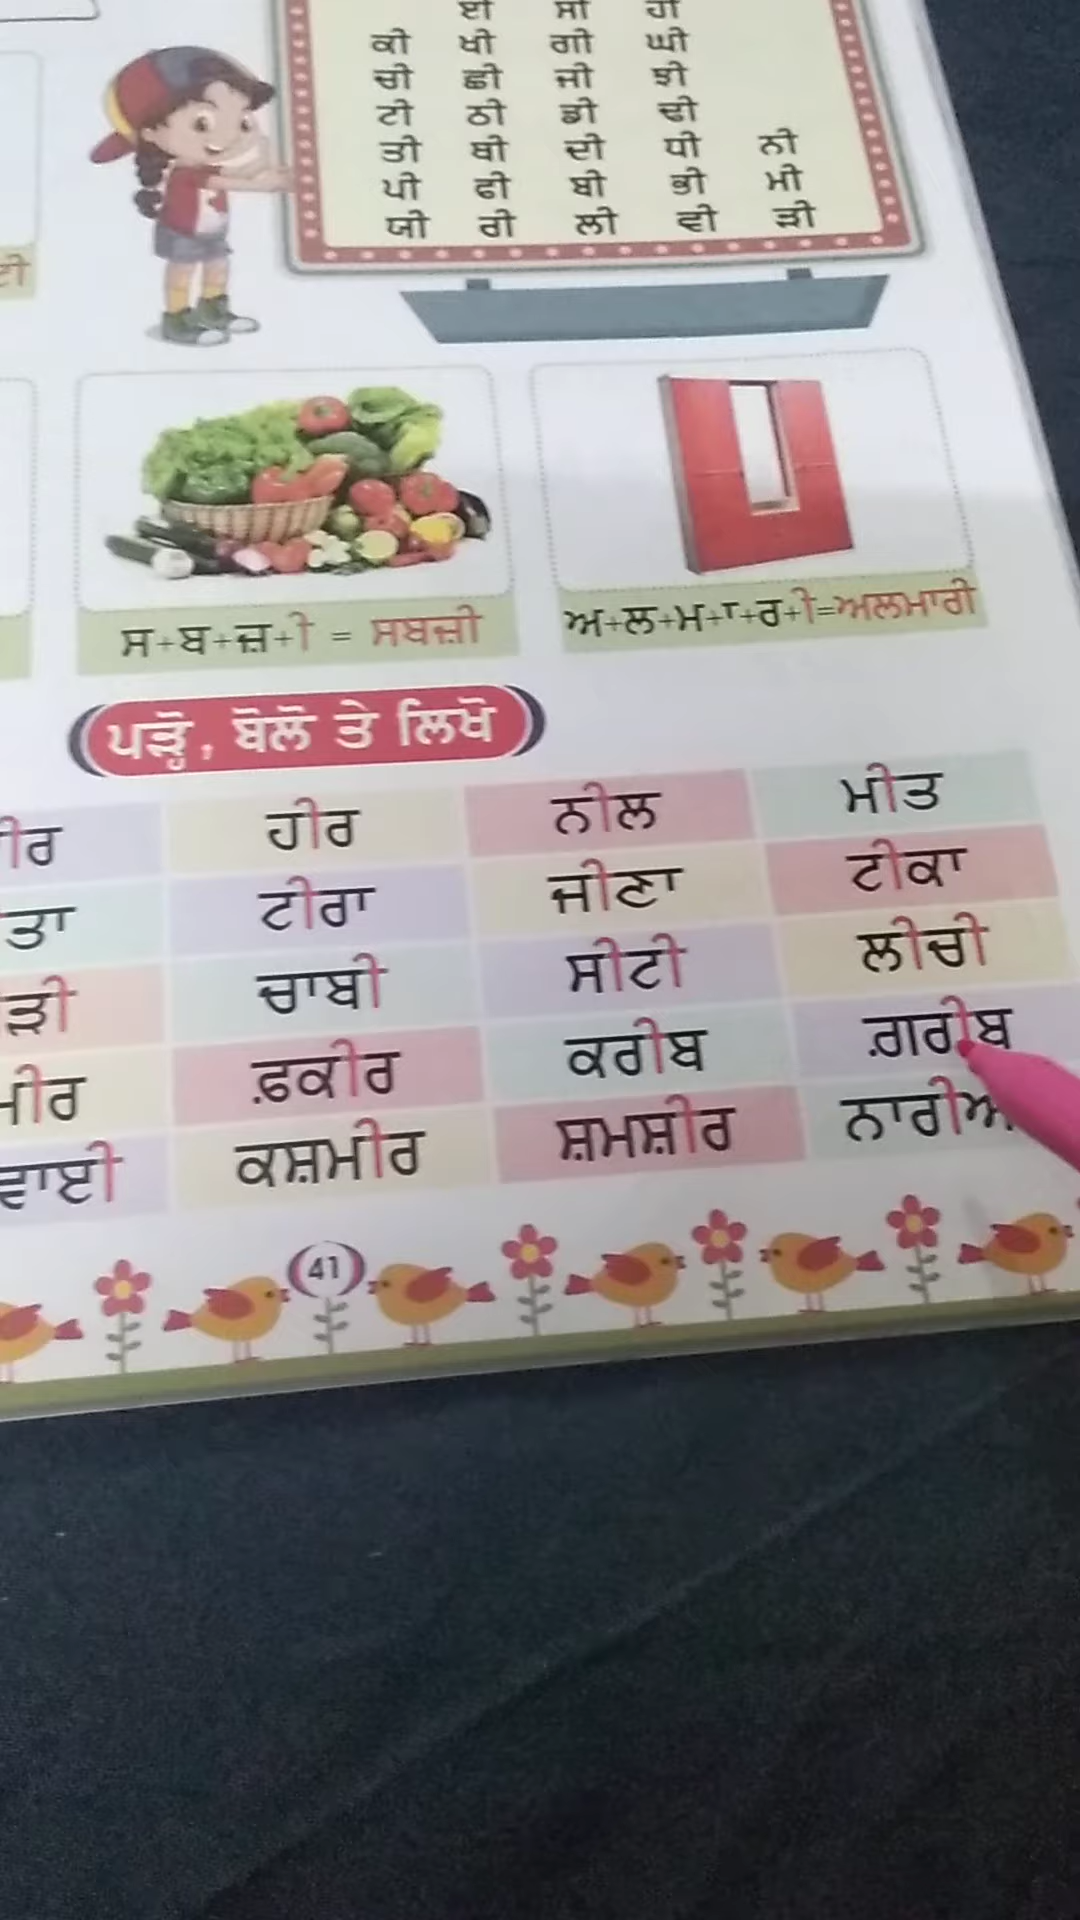 ਈ ਸੀ ਹੀ
ਕੀ ਖੀ ਗੀ ਘੀ
ਚੀ ਛੀ ਜੀ ਝੀ
ਟੀ ਠੀ ਡੀ ਢੀ
ਤੀ ਥੀ ਦੀ ਧੀ ਨੀ
ਪੀ ਫੀ ਬੀ ਭੀ ਮੀ
ਯੀ ਰੀ ਲੀ ਵੀ ੜੀ
ਸ+ਬ+ਜ਼+ੀ = ਸਬਜ਼ੀ
ਅ+ਲ+ਮ+ਾ+ਰ+ੀ=ਅਲਮਾਰੀ
ਪੜ੍ਹੋ, ਬੋਲੋ ਤੇ ਲਿਖੋ
ਹੀਰ ਨੀਲ ਮੀਤ
ਟੀਰਾ ਜੀਣਾ ਟੀਕਾ
ਚਾਬੀ ਸੀਟੀ ਲੀਚੀ
ਫ਼ਕੀਰ ਕਰੀਬ ਗ਼ਰੀਬ
ਕਸ਼ਮੀਰ ਸ਼ਮਸ਼ੀਰ
41